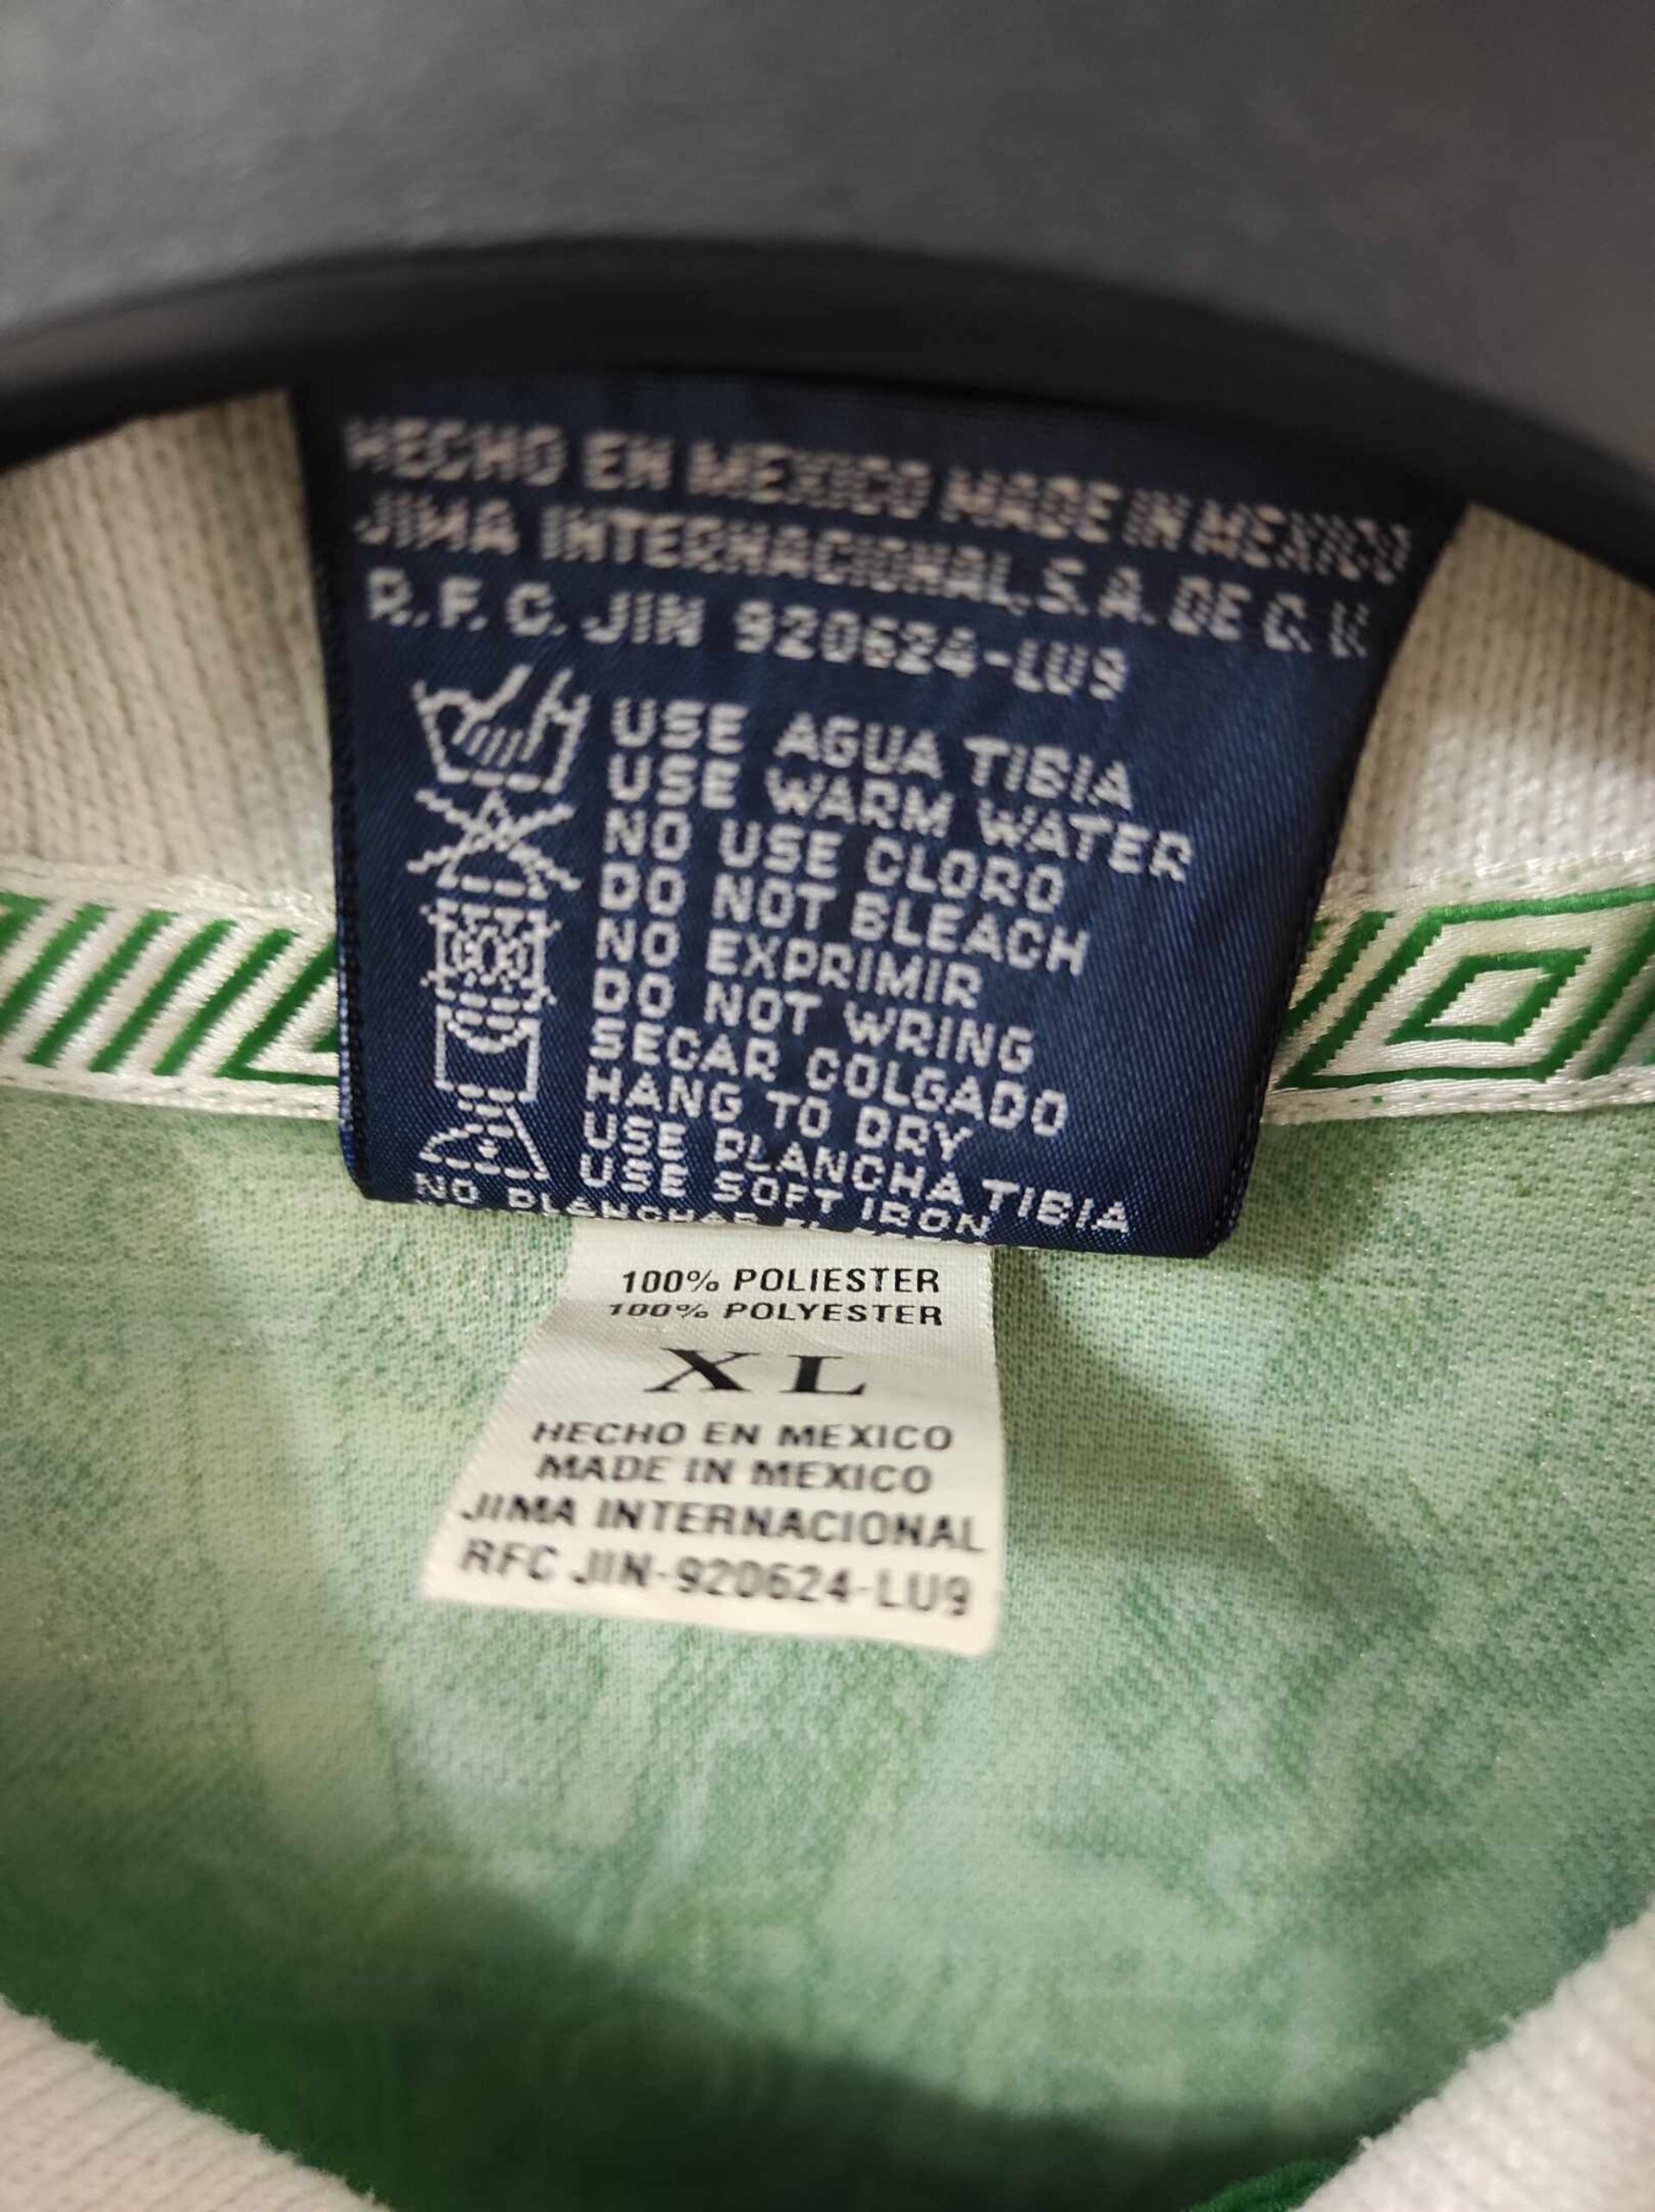 HECHO EN MEXICO MADE IN MEXICO
JIMA INTERNACIONAL, S.A. DE C.V.
R.F.C. JIN 920624-LU9
USE AGUA TIBIA
USE WARM WATER
NO USE CLORO
DO NOT BLEACH
NO EXPRIMIR
DO NOT WRING
SECAR COLGADO
HANG TO DRY
USE PLANCHA TIBIA
USE SOFT IRON
NO PLANCHAR EL
100% POLIESTER
100% POLYESTER
XL
HECHO EN MEXICO
MADE IN MEXICO
JIMA INTERNACIONAL
RFC JIN-920624-LU9